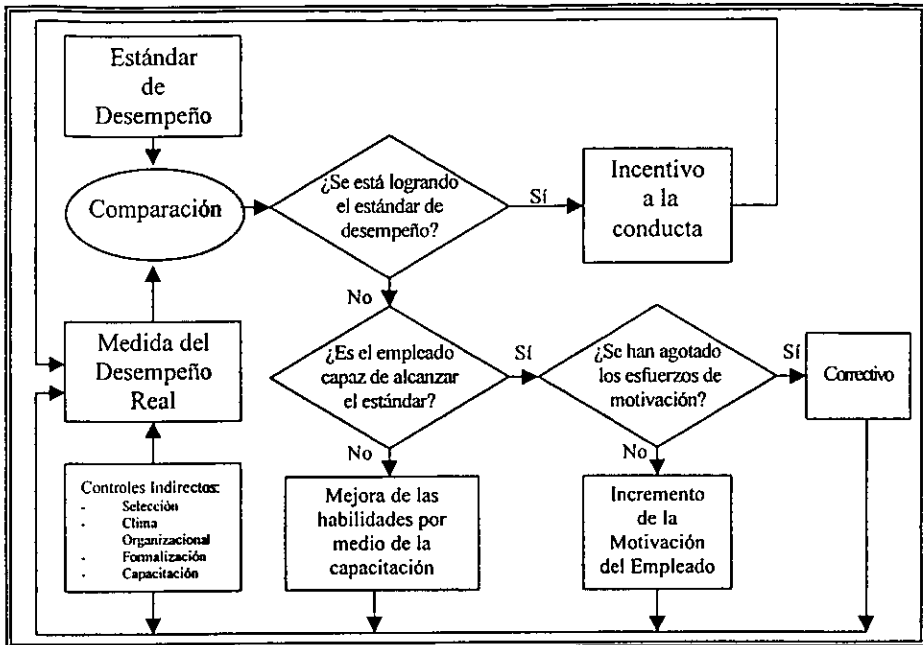 Estándar
de
Desempeño
Comparación
¿Se está logrando
el estándar de
desempeño?
Sí
Incentivo
a la
conducta
No
Medida del
Desempeño
Real
¿Es el empleado
capaz de alcanzar
el estándar?
Sí
¿Se han agotado
los esfuerzos de
motivación?
Sí
Correctivo
No
No
Controles Indirectos:
- Selección
- Clima
Organizacional
- Formalización
- Capacitación
Mejora de las
habilidades por
medio de la
capacitación
Incremento
de la
Motivación
del Empleado